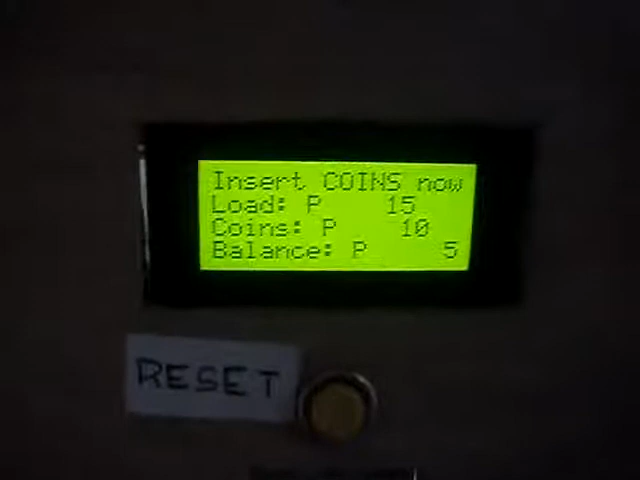 Insert COINS now
Load: P 15
Coins: P 10
Balance: P 5
RESET